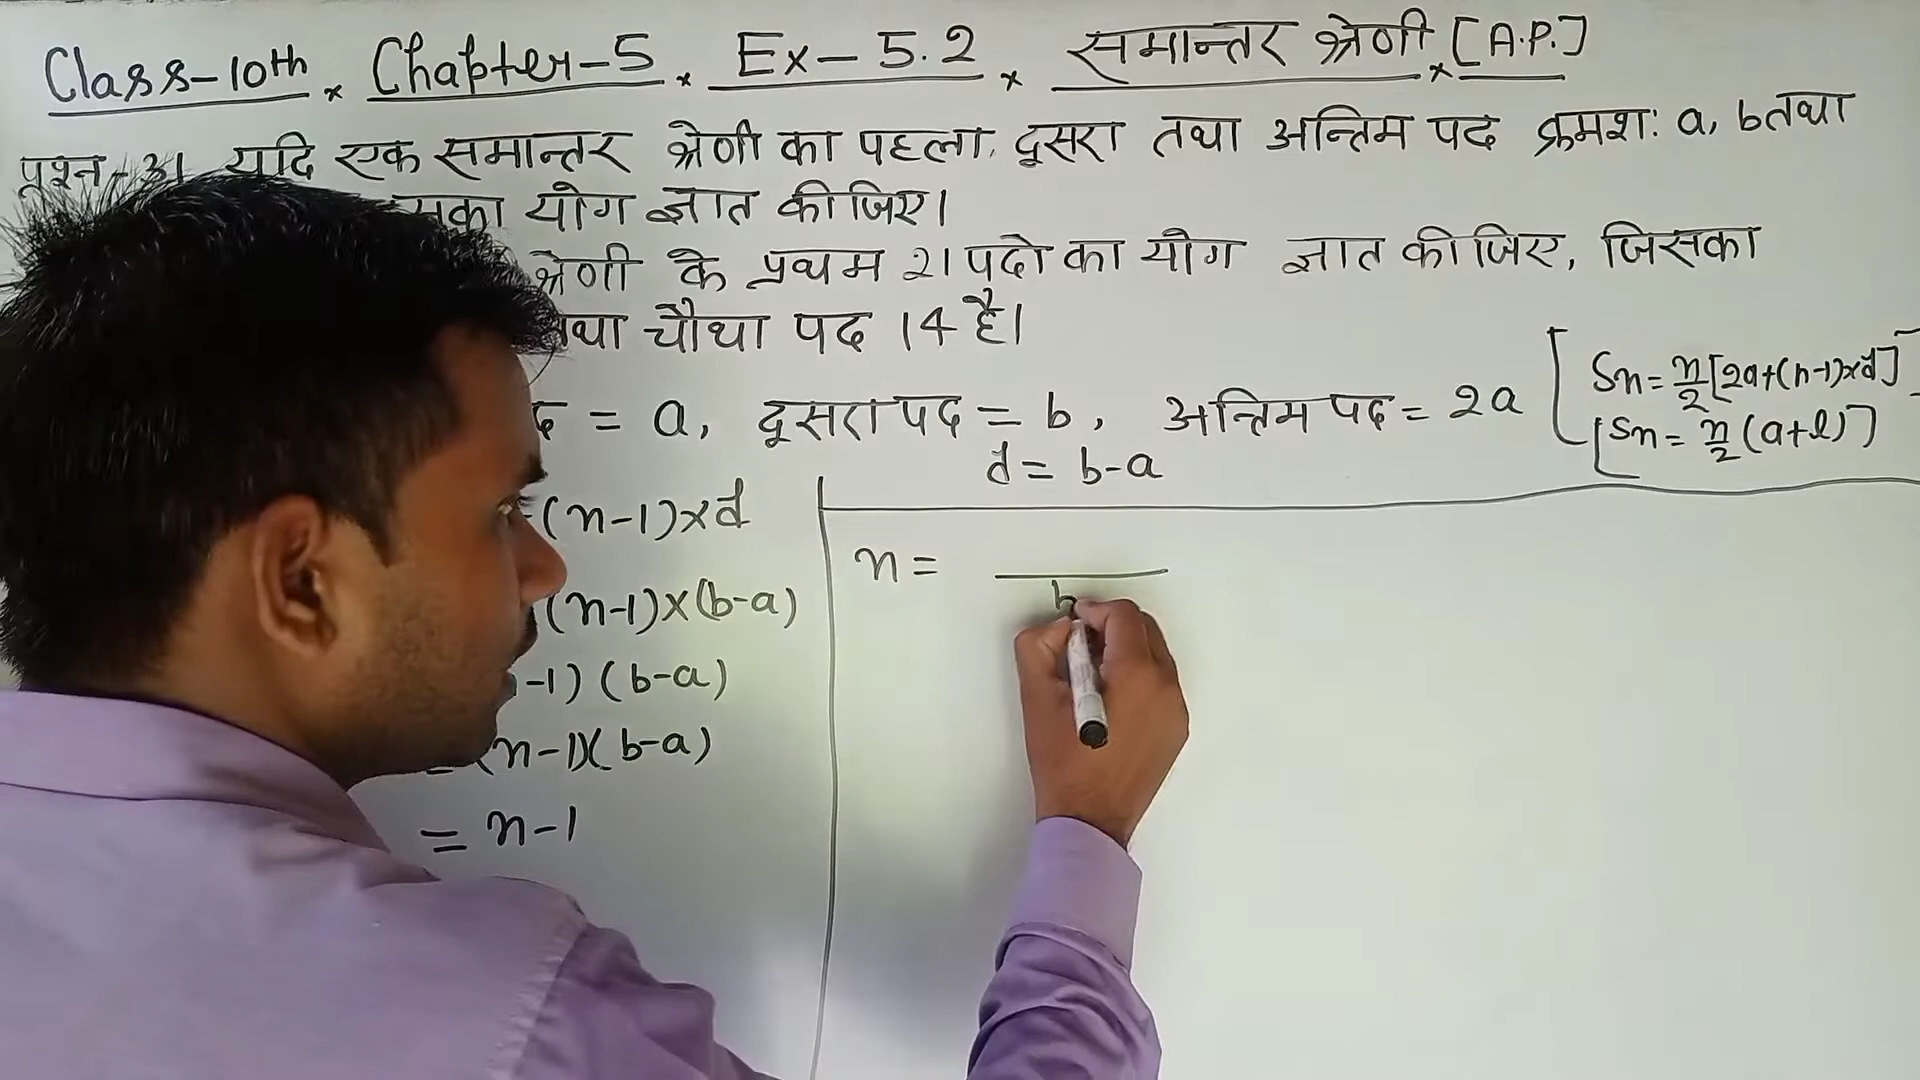 Class-10th × Chapter-5 × Ex-5.2 × समान्तर श्रेणी × [A.P.]
प्रश्न-31 यदि एक समान्तर श्रेणी का पहला, दूसरा तथा अन्तिम पद क्रमश: a, b तथा
योग ज्ञात कीजिए।
श्रेणी के प्रथम 21 पदो का योग ज्ञात कीजिए, जिसका
चौथा पद 14 है।
= a, दूसरा पद = b, अन्तिम पद = 2a
d = b-a
[Sn = n/2 [2a+(n-1)×d]
[Sn = n/2 (a+l)]
(n-1)×d
(n-1)×(b-a)
-1) (b-a)
= (n-1)(b-a)
= n-1
n =
b